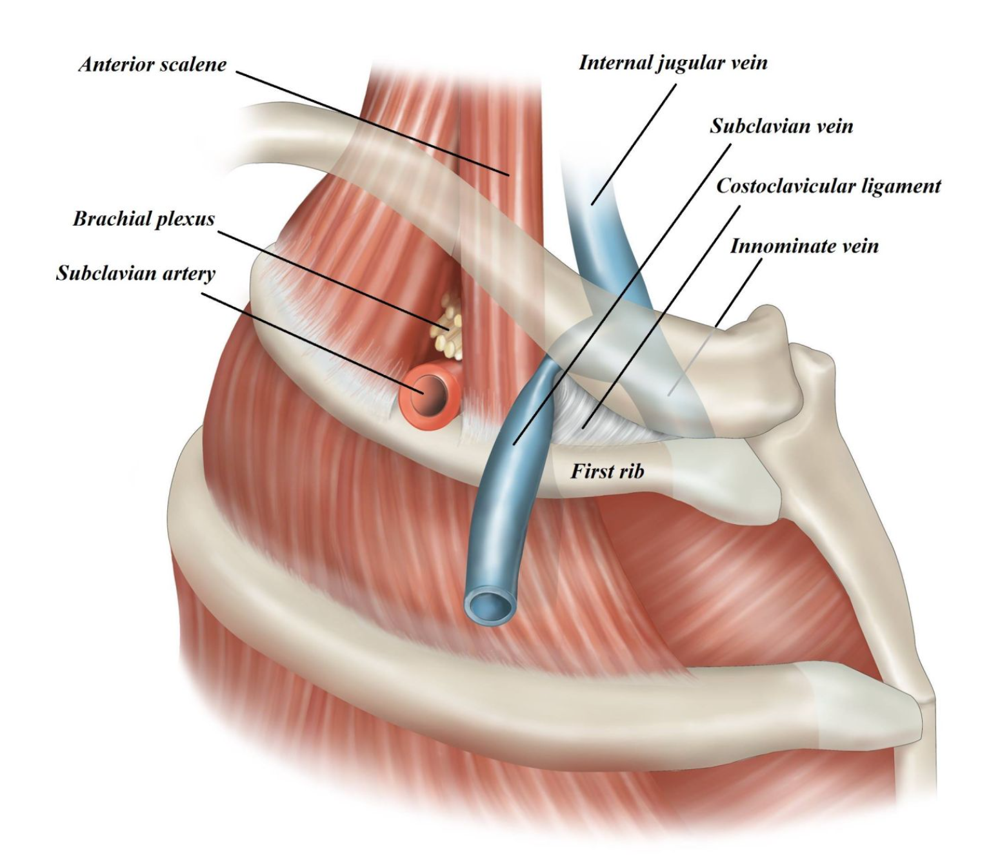 Anterior scalene
Internal jugular vein
Subclavian vein
Costoclavicular ligament
Brachial plexus
Innominate vein
Subclavian artery
First rib